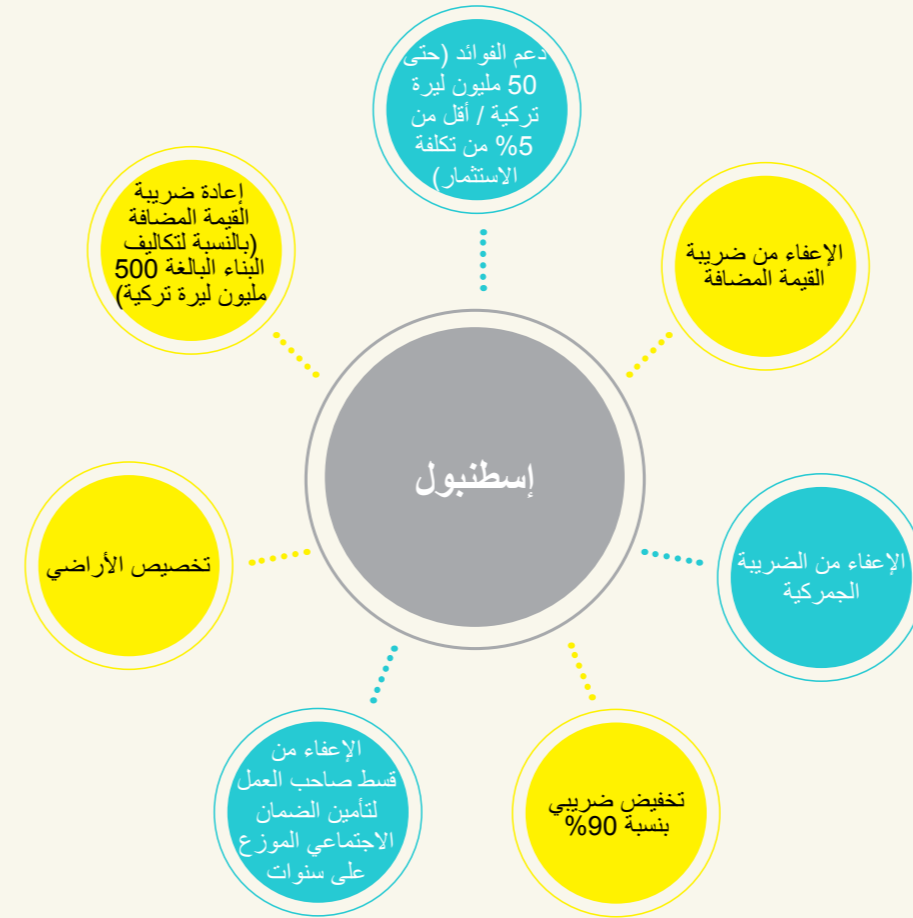 دعم الفوائد (حتى
50 مليون ليرة
تركية / أقل من
5% من تكلفة
الاستثمار)
الإعفاء من ضريبة
القيمة المضافة
الإعفاء من الضريبة
الجمركية
تخفيض ضريبي
بنسبة 90%
الإعفاء من
قسط صاحب العمل
لتأمين الضمان
الاجتماعي الموزع
على سنوات
تخصيص الأراضي
إعادة ضريبة
القيمة المضافة
(بالنسبة لتكاليف
البناء البالغة 500
مليون ليرة تركية)
إسطنبول